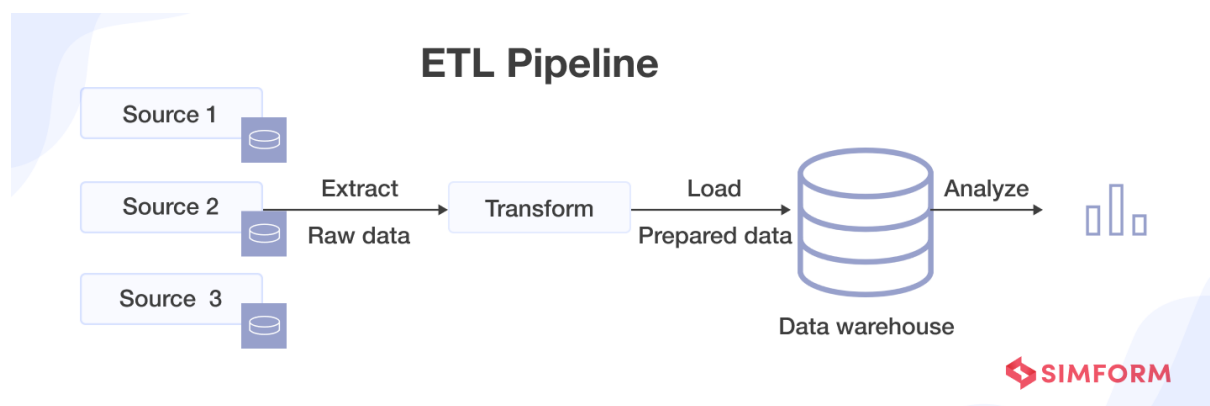 ETL Pipeline
Source 1
Source 2
Source 3
Extract
Raw data
Transform
Load
Prepared data
Data warehouse
Analyze
SIMFORM